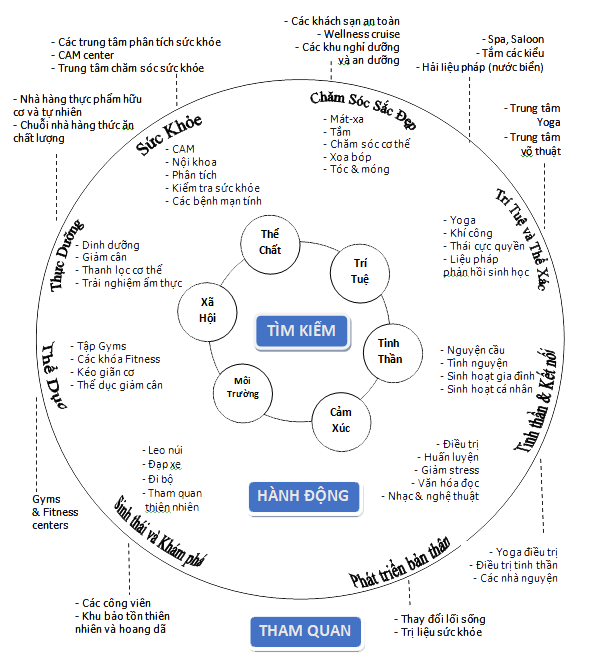 - Các khách sạn an toàn
- Wellness cruise
- Các khu nghỉ dưỡng
và an dưỡng
- Các trung tâm phân tích sức khỏe
- CAM center
- Trung tâm chăm sóc sức khỏe
- Spa, Saloon
- Tắm các kiểu
- Hải liệu pháp (nước biển)
- Nhà hàng thực phẩm hữu
cơ và tự nhiên
- Chuỗi nhà hàng thức ăn
chất lượng
- Trung tâm
Yoga
- Trung tâm
võ thuật
Sức Khỏe
- CAM
- Nội khoa
- Phân tích
- Kiểm tra sức khỏe
- Các bệnh mạn tính
Chăm Sóc Sắc Đẹp
- Mát-xa
- Tắm
- Chăm sóc cơ thể
- Xoa bóp
- Tóc & móng
Trí Tuệ và Thể Xác
- Yoga
- Khí công
- Thái cực quyền
- Liệu pháp
phản hồi sinh học
Thực Dưỡng
- Dinh dưỡng
- Giảm cân
- Thanh lọc cơ thể
- Trải nghiệm ẩm thực
Thể
Chất
Trí
Tuệ
Xã
Hội
TÌM KIẾM
Tinh
Thần
Môi
Trường
Cảm
Xúc
Thể Dục
- Tập Gyms
- Các khóa Fitness
- Kéo giãn cơ
- Thể dục giảm cân
Tinh thần & Kết nối
- Nguyện cầu
- Tình nguyện
- Sinh hoạt gia đình
- Sinh hoạt cá nhân
- Leo núi
- Đạp xe
- Đi bộ
- Tham quan
thiên nhiên
Sinh thái và Khám phá
- Điều trị
- Huấn luyện
- Giảm stress
- Văn hóa đọc
- Nhạc & nghệ thuật
Phát triển bản thân
HÀNH ĐỘNG
Gyms
& Fitness
centers
- Yoga điều trị
- Điều trị tinh thần
- Các nhà nguyện
- Các công viên
- Khu bảo tồn thiên
nhiên và hoang dã
THAM QUAN
- Thay đổi lối sống
- Trị liệu sức khỏe